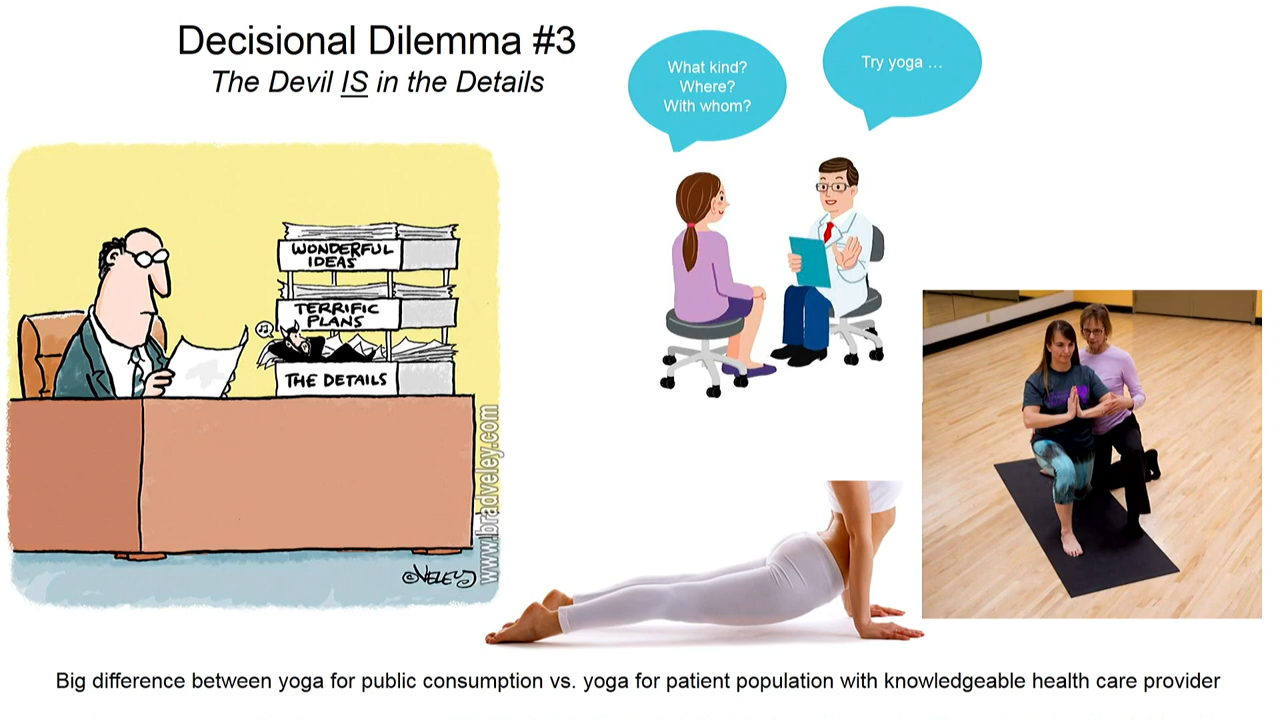 Decisional Dilemma #3
The Devil IS in the Details
What kind?
Where?
With whom?
Try yoga …
WONDERFUL
IDEAS
TERRIFIC
PLANS
THE DETAILS
www.bradveley.com
©VELEY
Big difference between yoga for public consumption vs. yoga for patient population with knowledgeable health care provider